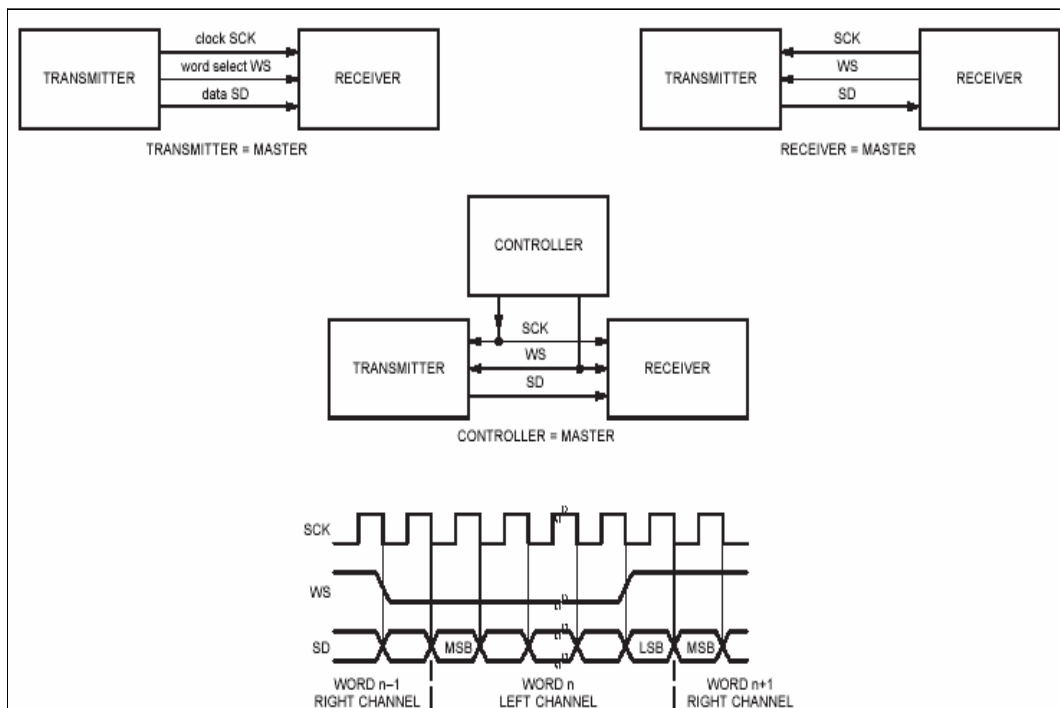 clock SCK
TRANSMITTER
word select WS
RECEIVER
data SD
TRANSMITTER = MASTER
SCK
TRANSMITTER
WS
RECEIVER
SD
RECEIVER = MASTER
CONTROLLER
SCK
TRANSMITTER
WS
RECEIVER
SD
CONTROLLER = MASTER
SCK
WS
SD
MSB
LSB
MSB
WORD n–1
RIGHT CHANNEL
WORD n
LEFT CHANNEL
WORD n+1
RIGHT CHANNEL